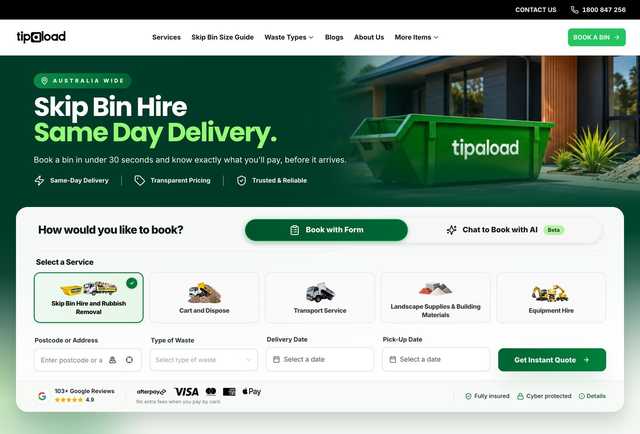 CONTACT US
1800 847 256
tipaload
Services
Skip Bin Size Guide
Waste Types
Blogs
About Us
More Items
BOOK A BIN
AUSTRALIA WIDE
Skip Bin Hire
Same Day Delivery.
Book a bin in under 30 seconds and know exactly what you'll pay, before it arrives.
Same-Day Delivery
Transparent Pricing
Trusted & Reliable
tipaload
How would you like to book?
Book with Form
Chat to Book with AI
Beta
Select a Service
Skip Bin Hire and Rubbish
Removal
Cart and Dispose
Transport Service
Landscape Supplies & Building
Materials
Equipment Hire
Postcode or Address
Type of Waste
Delivery Date
Pick-Up Date
Enter postcode or a
Select type of waste
Select a date
Select a date
Get Instant Quote
103+ Google Reviews
4.9
afterpay
VISA
Pay
No extra fees when you pay by card.
Fully insured
Cyber protected
Details